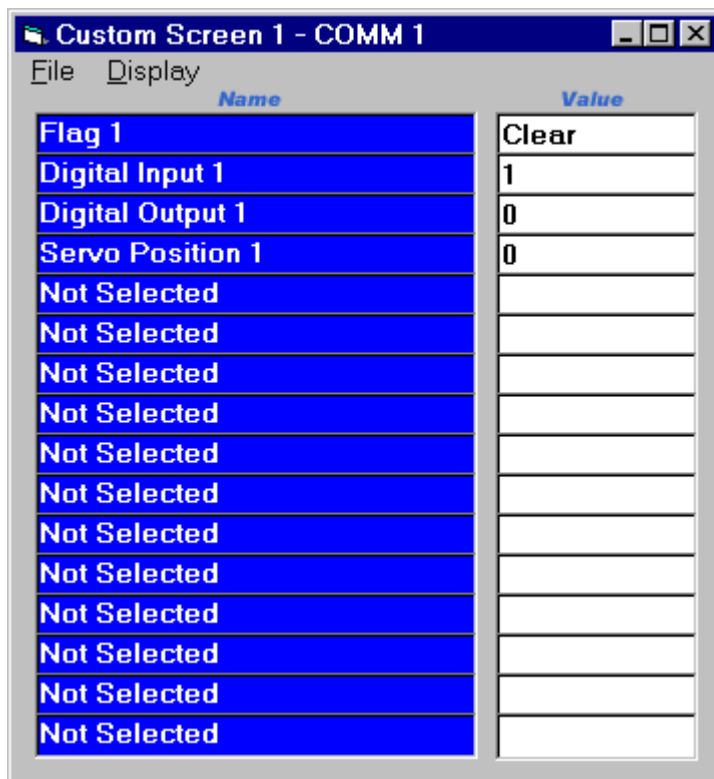 Custom Screen 1 - COMM 1
File Display
Name Value
Flag 1 Clear
Digital Input 1 1
Digital Output 1 0
Servo Position 1 0
Not Selected
Not Selected
Not Selected
Not Selected
Not Selected
Not Selected
Not Selected
Not Selected
Not Selected
Not Selected
Not Selected
Not Selected